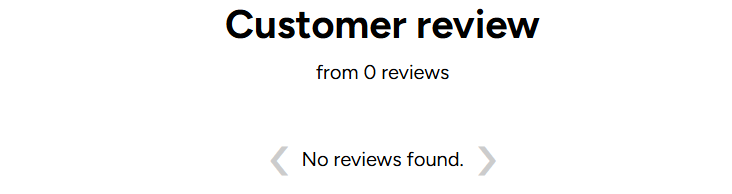 Customer review
from 0 reviews
No reviews found.